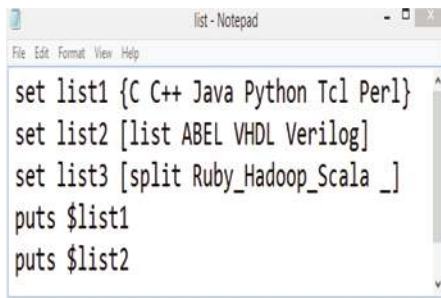 list - Notepad
File Edit Format View Help
set list1 {C C++ Java Python Tcl Perl}
set list2 [list ABEL VHDL Verilog]
set list3 [split Ruby_Hadoop_Scala _]
puts $list1
puts $list2